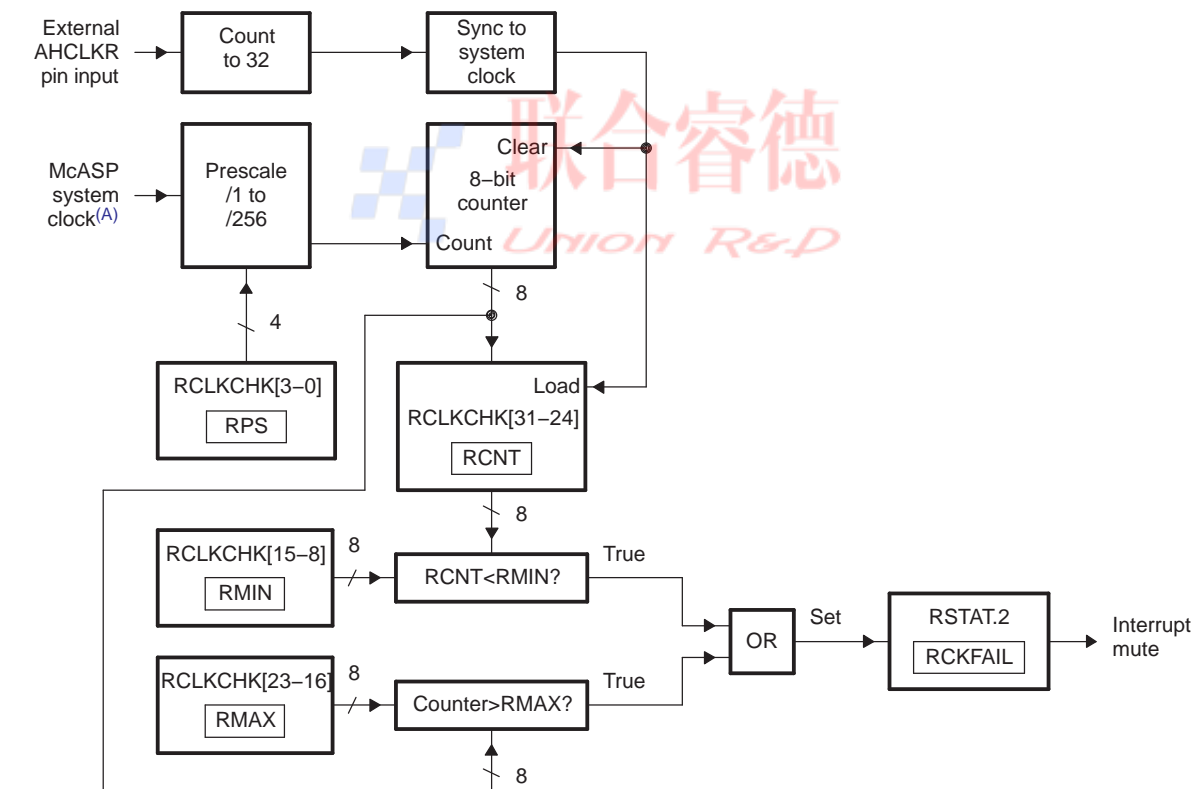 External
AHCLKR
pin input
Count
to 32
Sync to
system
clock
联合睿德
UNION R&D
McASP
system
clock(A)
Prescale
/1 to
/256
Clear
8−bit
counter
Count
8
4
RCLKCHK[3−0]
RPS
Load
RCLKCHK[31−24]
RCNT
8
RCLKCHK[15−8]
RMIN
8
RCNT<RMIN?
True
OR
Set
RSTAT.2
RCKFAIL
Interrupt
mute
RCLKCHK[23−16]
RMAX
8
Counter>RMAX?
True
8